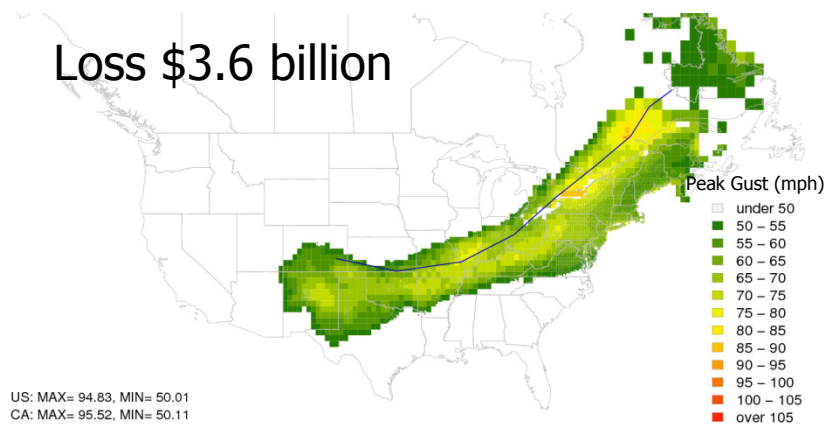 Loss $3.6 billion
Peak Gust (mph)
under 50
50 – 55
55 – 60
60 – 65
65 – 70
70 – 75
75 – 80
80 – 85
85 – 90
90 – 95
95 – 100
100 – 105
over 105
US: MAX= 94.83, MIN= 50.01
CA: MAX= 95.52, MIN= 50.11